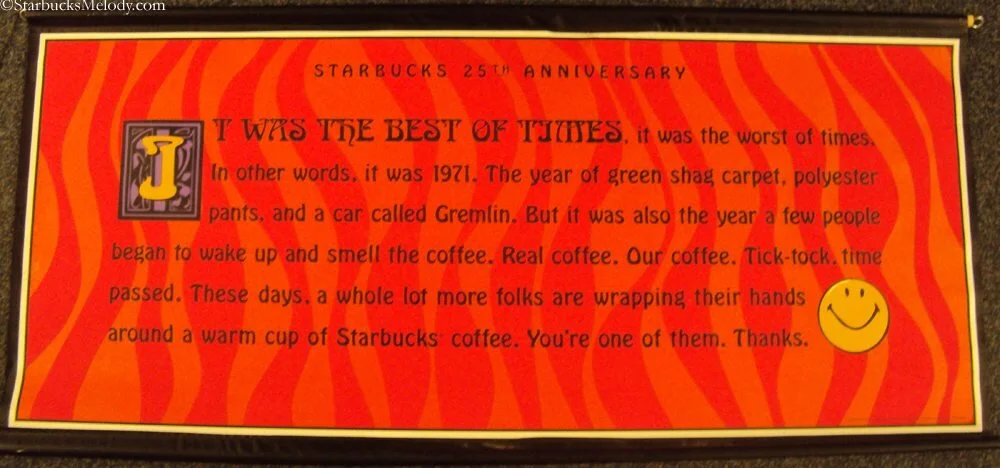 ©StarbucksMelody.com
STARBUCKS 25TH ANNIVERSARY
IT WAS THE BEST OF TIMES, it was the worst of times.
In other words, it was 1971. The year of green shag carpet, polyester
pants, and a car called Gremlin. But it was also the year a few people
began to wake up and smell the coffee. Real coffee. Our coffee. Tick-tock, time
passed. These days, a whole lot more folks are wrapping their hands
around a warm cup of Starbucks coffee. You're one of them. Thanks.